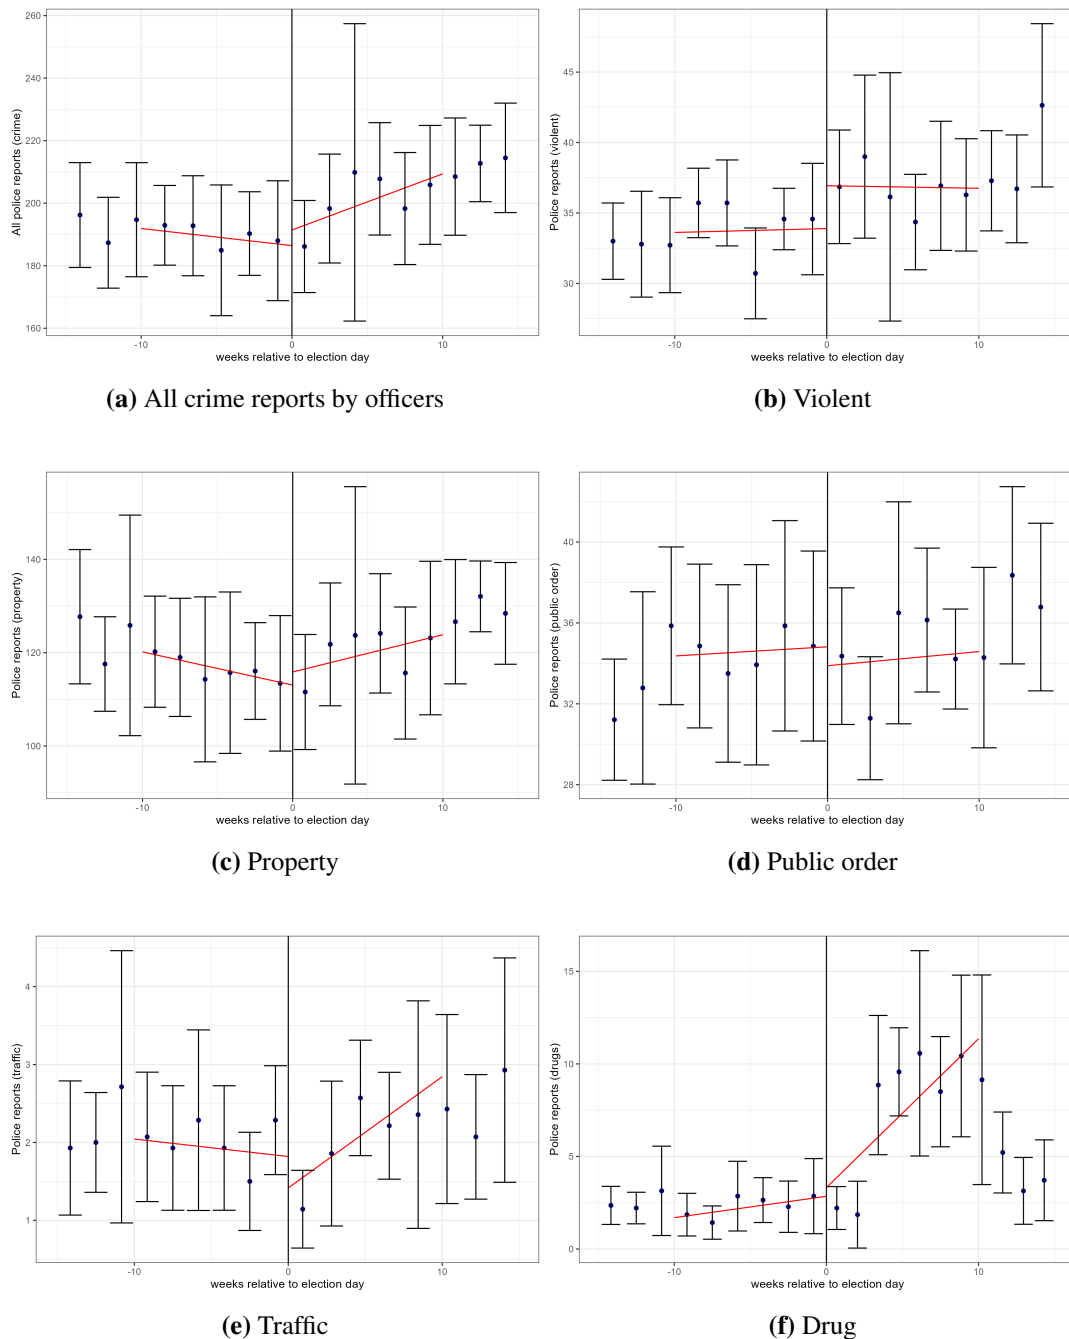 260
240
220
200
180
160
All police reports (crime)
-10
0
10
weeks relative to election day
(a) All crime reports by officers
45
40
35
30
Police reports (violent)
-10
0
10
weeks relative to election day
(b) Violent
140
120
100
Police reports (property)
-10
0
10
weeks relative to election day
(c) Property
40
36
32
28
Police reports (public order)
-10
0
10
weeks relative to election day
(d) Public order
4
3
2
1
Police reports (traffic)
-10
0
10
weeks relative to election day
(e) Traffic
15
10
5
0
Police reports (drugs)
-10
0
10
weeks relative to election day
(f) Drug